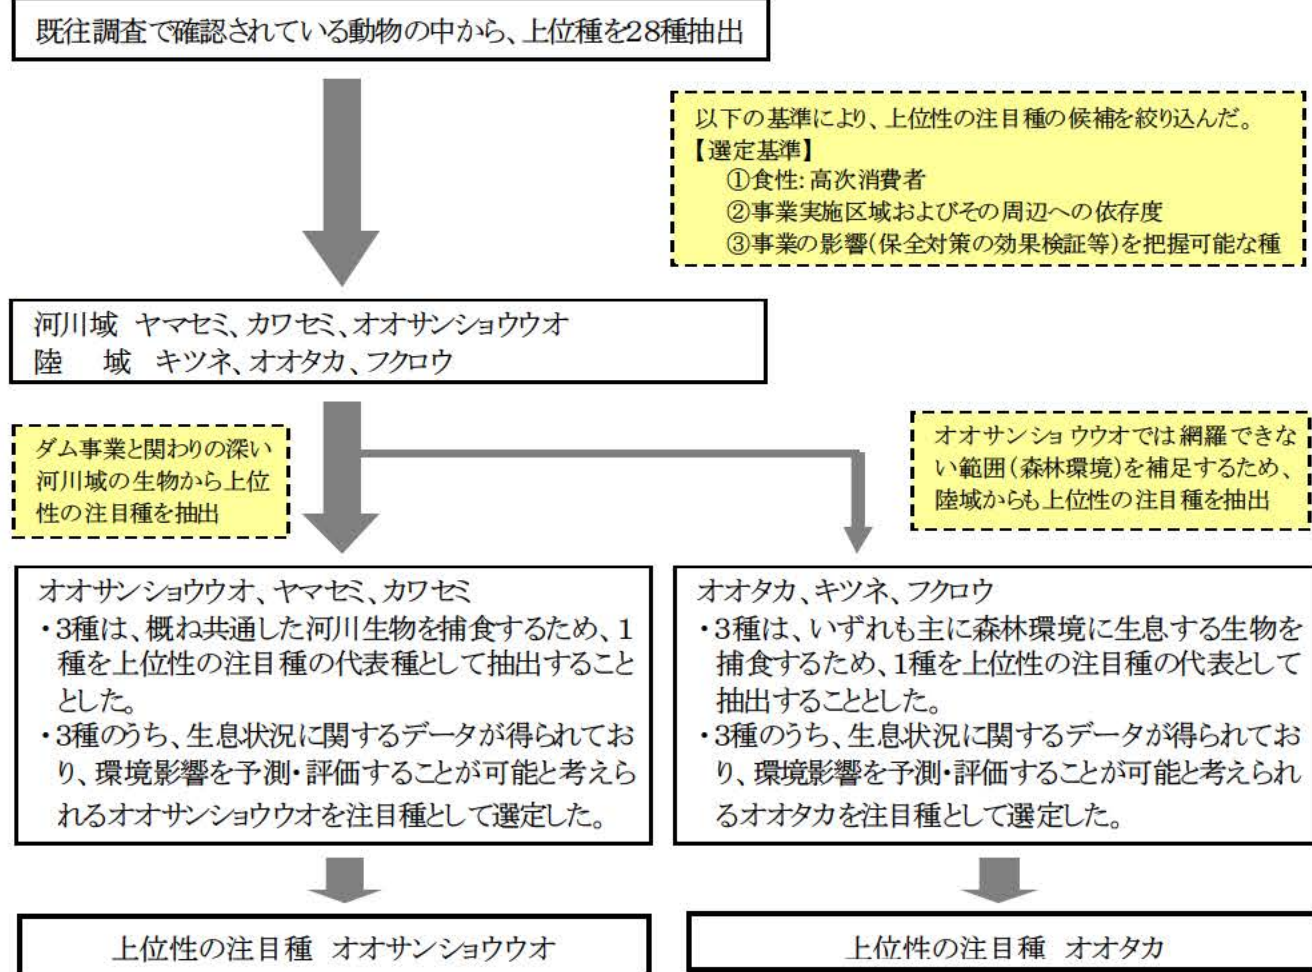 既往調査で確認されている動物の中から、上位種を28種抽出
以下の基準により、上位性の注目種の候補を絞り込んだ。
【選定基準】
①食性:高次消費者
②事業実施区域およびその周辺への依存度
③事業の影響(保全対策の効果検証等)を把握可能な種
河川域 ヤマセミ、カワセミ、オオサンショウウオ
陸 域 キツネ、オオタカ、フクロウ
ダム事業と関わりの深い
河川域の生物から上位
性の注目種を抽出
オオサンショウウオでは網羅できな
い範囲(森林環境)を補足するため、
陸域からも上位性の注目種を抽出
オオサンショウウオ、ヤマセミ、カワセミ
・3種は、概ね共通した河川生物を捕食するため、1
種を上位性の注目種の代表種として抽出すること
とした。
・3種のうち、生息状況に関するデータが得られてお
り、環境影響を予測・評価することが可能と考えら
れるオオサンショウウオを注目種として選定した。
オオタカ、キツネ、フクロウ
・3種は、いずれも主に森林環境に生息する生物を
捕食するため、1種を上位性の注目種の代表として
抽出することとした。
・3種のうち、生息状況に関するデータが得られてお
り、環境影響を予測・評価することが可能と考えられ
るオオタカを注目種として選定した。
上位性の注目種 オオサンショウウオ
上位性の注目種 オオタカ